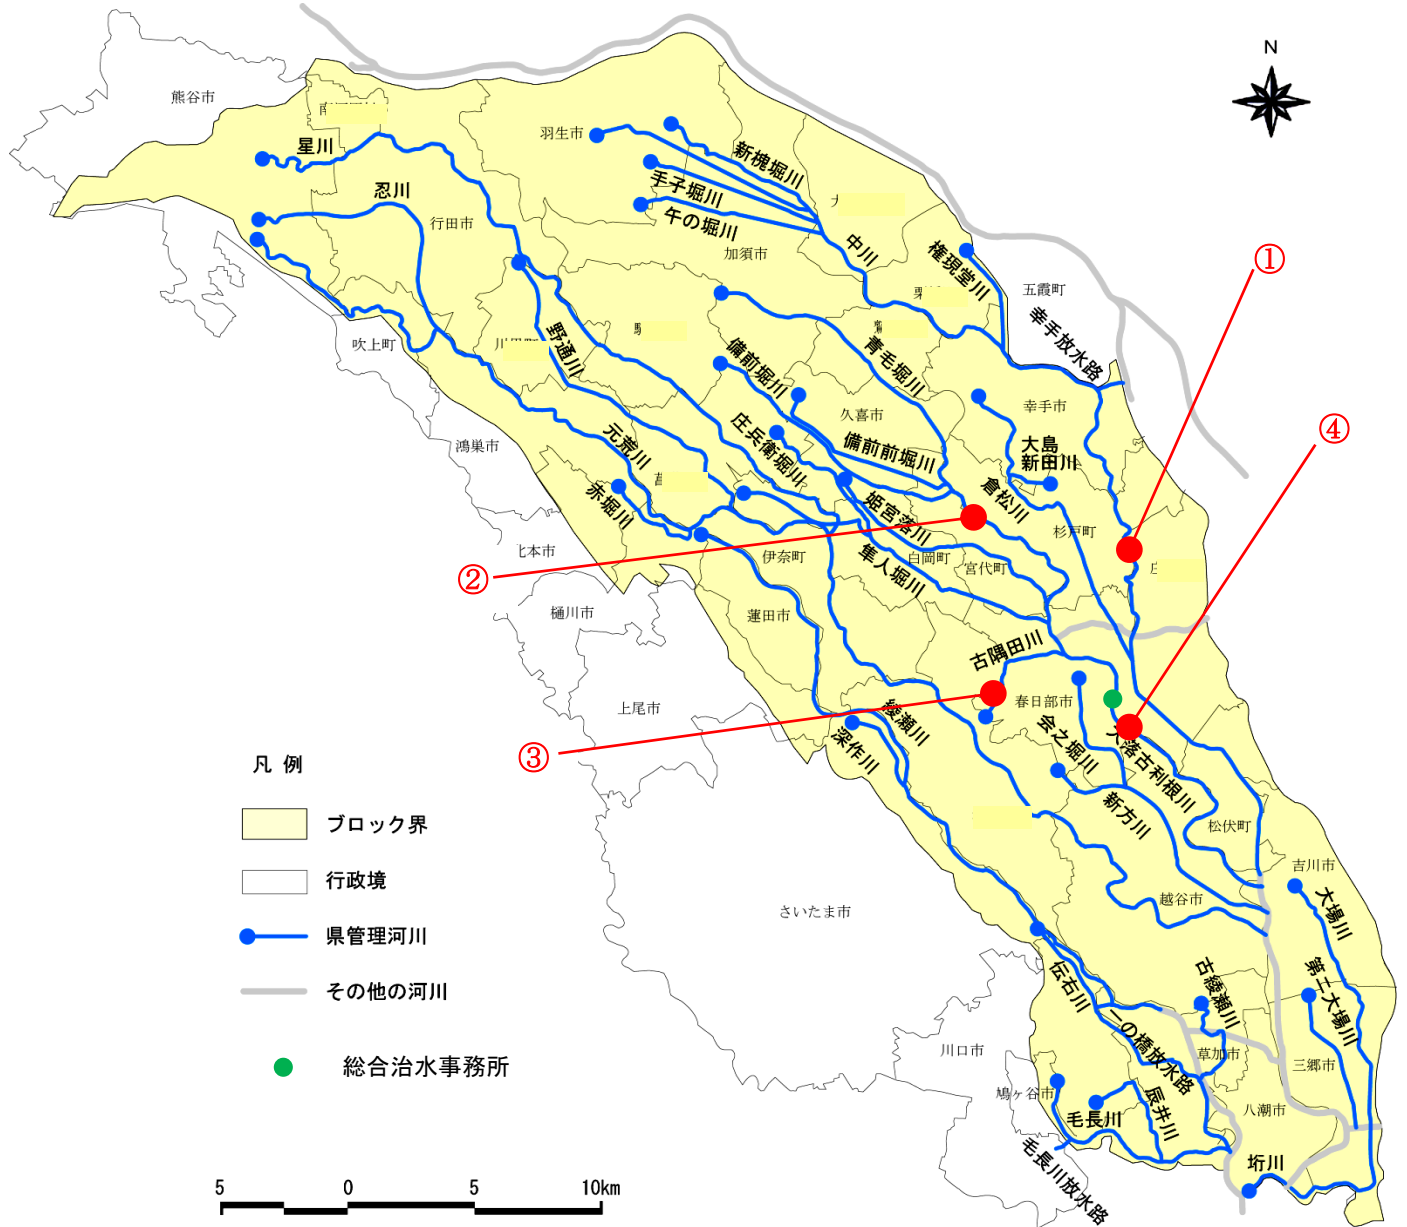 N
熊谷市
羽生市
星川
新槐堀川
手子堀川
忍川
午の堀川
行田市
加須市
中川
権現堂川
①
五霞町
幸手放水路
吹上町
野通川
備前堀川
青毛堀川
久喜市
幸手市
④
庄兵衛堀川
備前前堀川
大島
新田川
鴻巣市
元荒川
倉松川
赤堀川
姫宮落川
杉戸町
北本市
伊奈町
隼人堀川
白岡町
宮代町
②
樋川市
蓮田市
古隅田川
上尾市
春日部市
綾瀬川
深作川
会之堀川
大落古利根川
③
凡 例
新方川
ブロック界
松伏町
吉川市
行政境
越谷市
さいたま市
大場川
県管理河川
伝右川
古綾瀬川
第二大場川
その他の河川
一の橋放水路
川口市
草加市
総合治水事務所
三郷市
鳩ヶ谷市
毛長川
辰井川
八潮市
毛長川放水路
垳川
5
0
5
10km